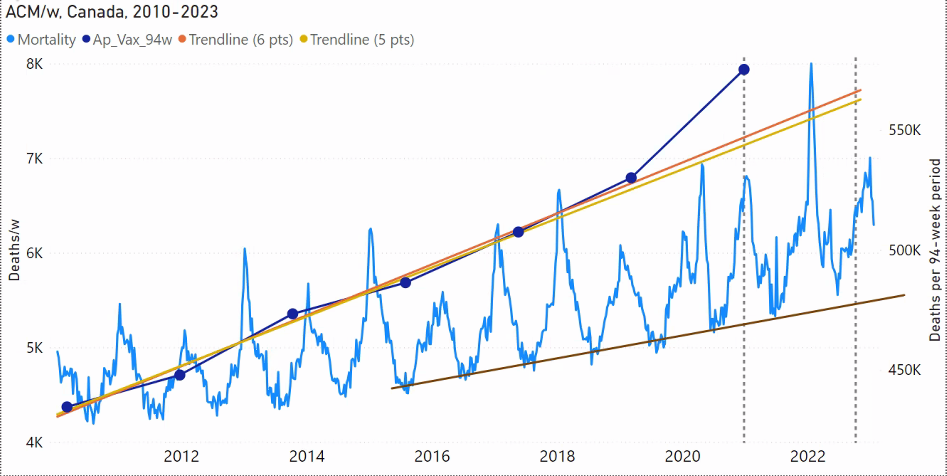 ACM/w, Canada, 2010-2023
Mortality Ap_Vax_94w Trendline (6 pts) Trendline (5 pts)
8K
7K
6K
5K
4K
Deaths/w
550K
500K
450K
Deaths per 94-week period
2012 2014 2016 2018 2020 2022